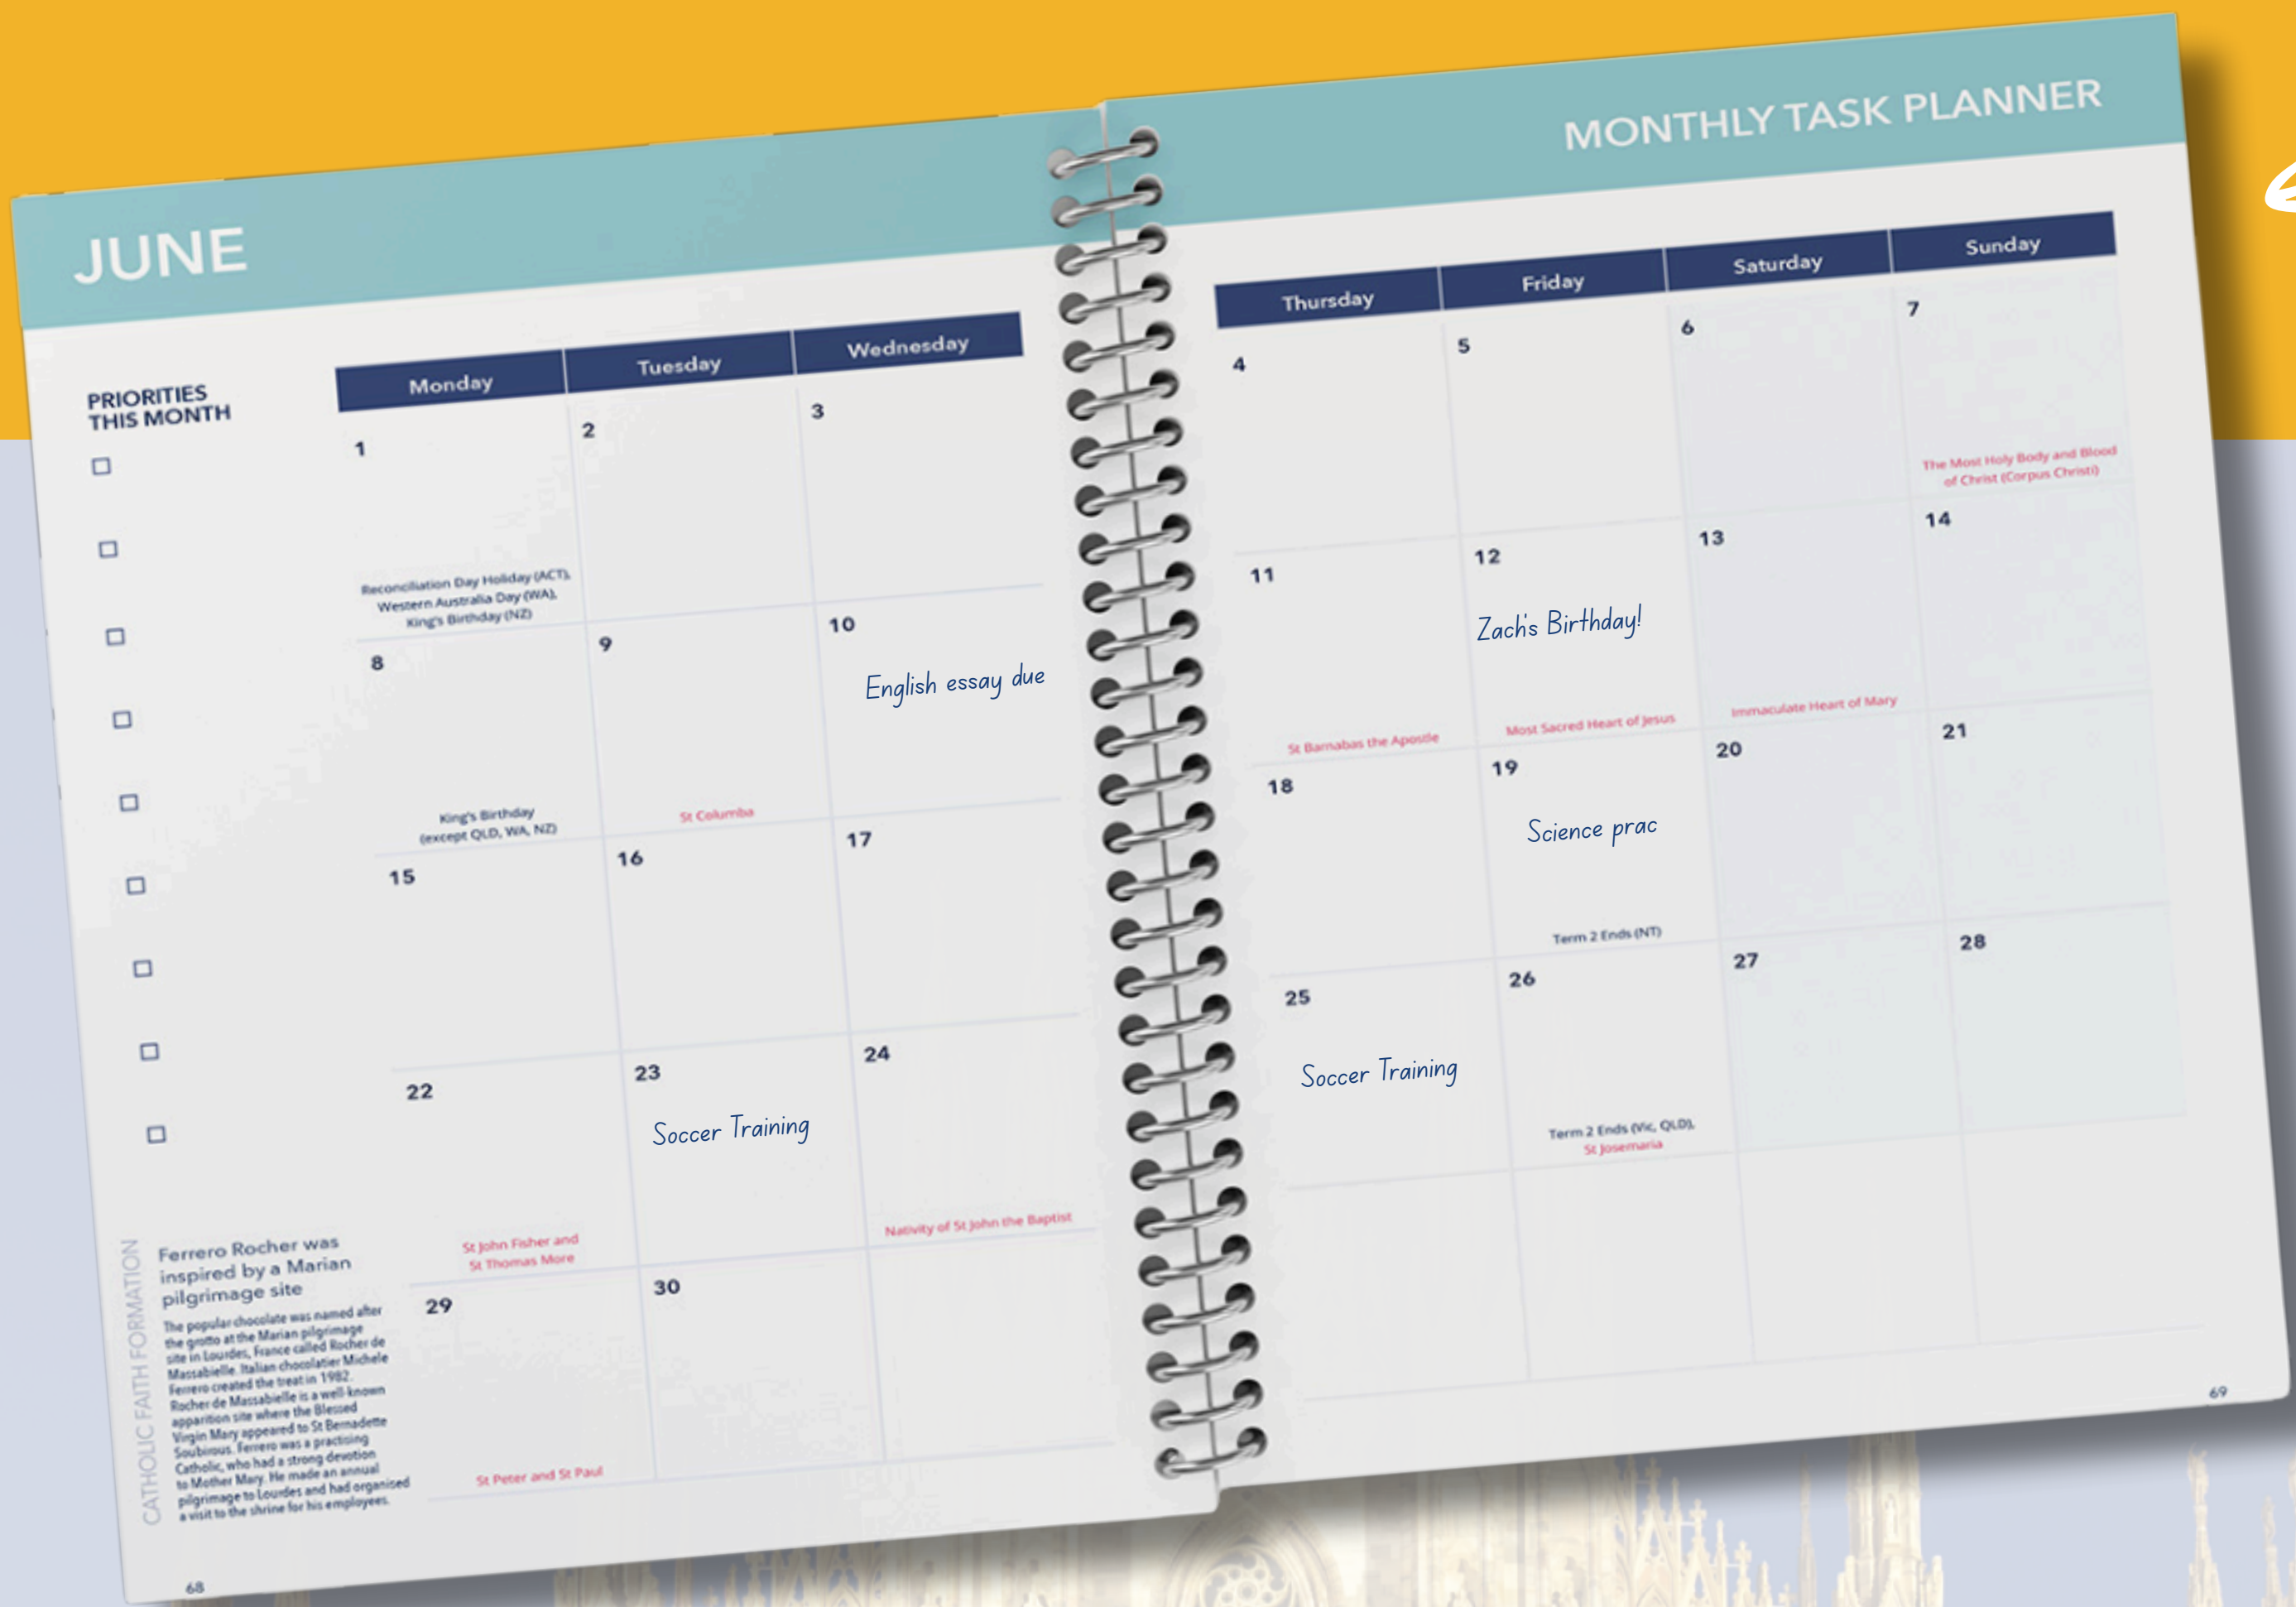 JUNE
MONTHLY TASK PLANNER
PRIORITIES
THIS MONTH
Monday
Tuesday
Wednesday
Thursday
Friday
Saturday
Sunday
1
Reconciliation Day Holiday (ACT),
Western Australia Day (WA),
King's Birthday (NZ)
2
3
4
5
6
7
The Most Holy Body and Blood
of Christ (Corpus Christi)
8
King's Birthday
(except QLD, WA, NZ)
9
St Columba
10
English essay due
11
St Barnabas the Apostle
12
Zach's Birthday!
Most Sacred Heart of Jesus
13
Immaculate Heart of Mary
14
15
16
17
18
19
Science prac
Term 2 Ends (NT)
20
21
22
St John Fisher and
St Thomas More
23
Soccer Training
24
Nativity of St John the Baptist
25
Soccer Training
26
Term 2 Ends (Vic, QLD),
St Josemaria
27
28
29
St Peter and St Paul
30
CATHOLIC FAITH FORMATION
Ferrero Rocher was
inspired by a Marian
pilgrimage site
The popular chocolate was named after
the grotto at the Marian pilgrimage
site in Lourdes, France called Rocher de
Massabielle. Italian chocolatier Michele
Ferrero created the treat in 1982.
Rocher de Massabielle is a well-known
apparition site where the Blessed
Virgin Mary appeared to St Bernadette
Soubirous. Ferrero was a practising
Catholic, who had a strong devotion
to Mother Mary. He made an annual
pilgrimage to Lourdes and had organised
a visit to the shrine for his employees.
68
69